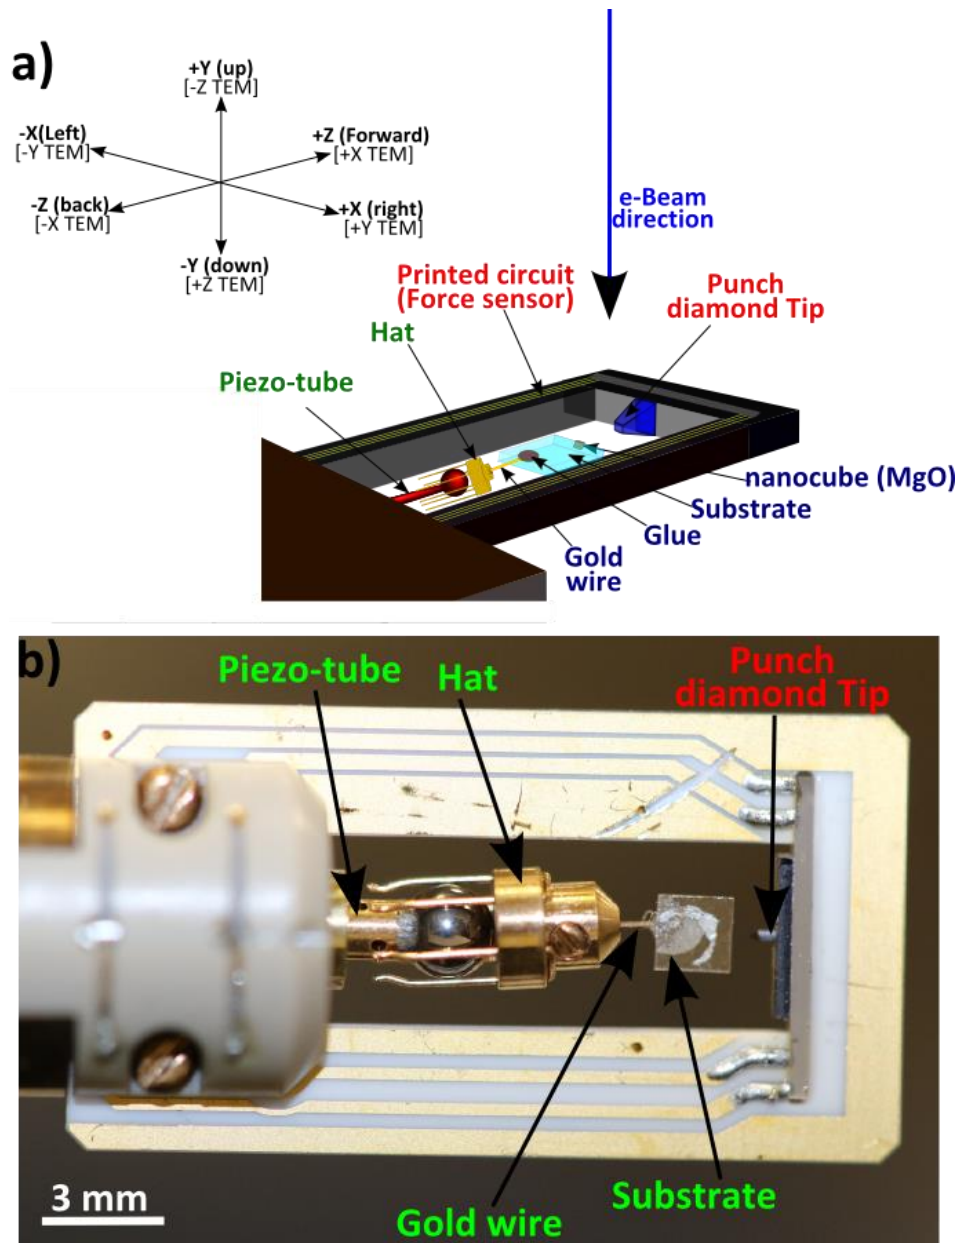 a)
+Y (up)
[-Z TEM]
-X(Left)
[-Y TEM]
+Z (Forward)
[+X TEM]
-Z (back)
[-X TEM]
+X (right)
[+Y TEM]
-Y (down)
[+Z TEM]
e-Beam
direction
Printed circuit
(Force sensor)
Punch
diamond Tip
Hat
Piezo-tube
nanocube (MgO)
Substrate
Glue
Gold
wire
b)
Piezo-tube
Hat
Punch
diamond Tip
3 mm
Gold wire
Substrate